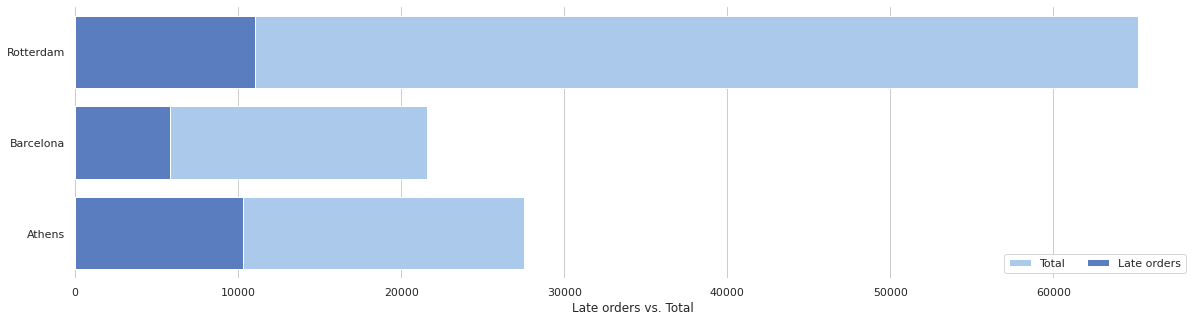 Rotterdam
Barcelona
Athens
Total Late orders
0 10000 20000 30000 40000 50000 60000
Late orders vs. Total